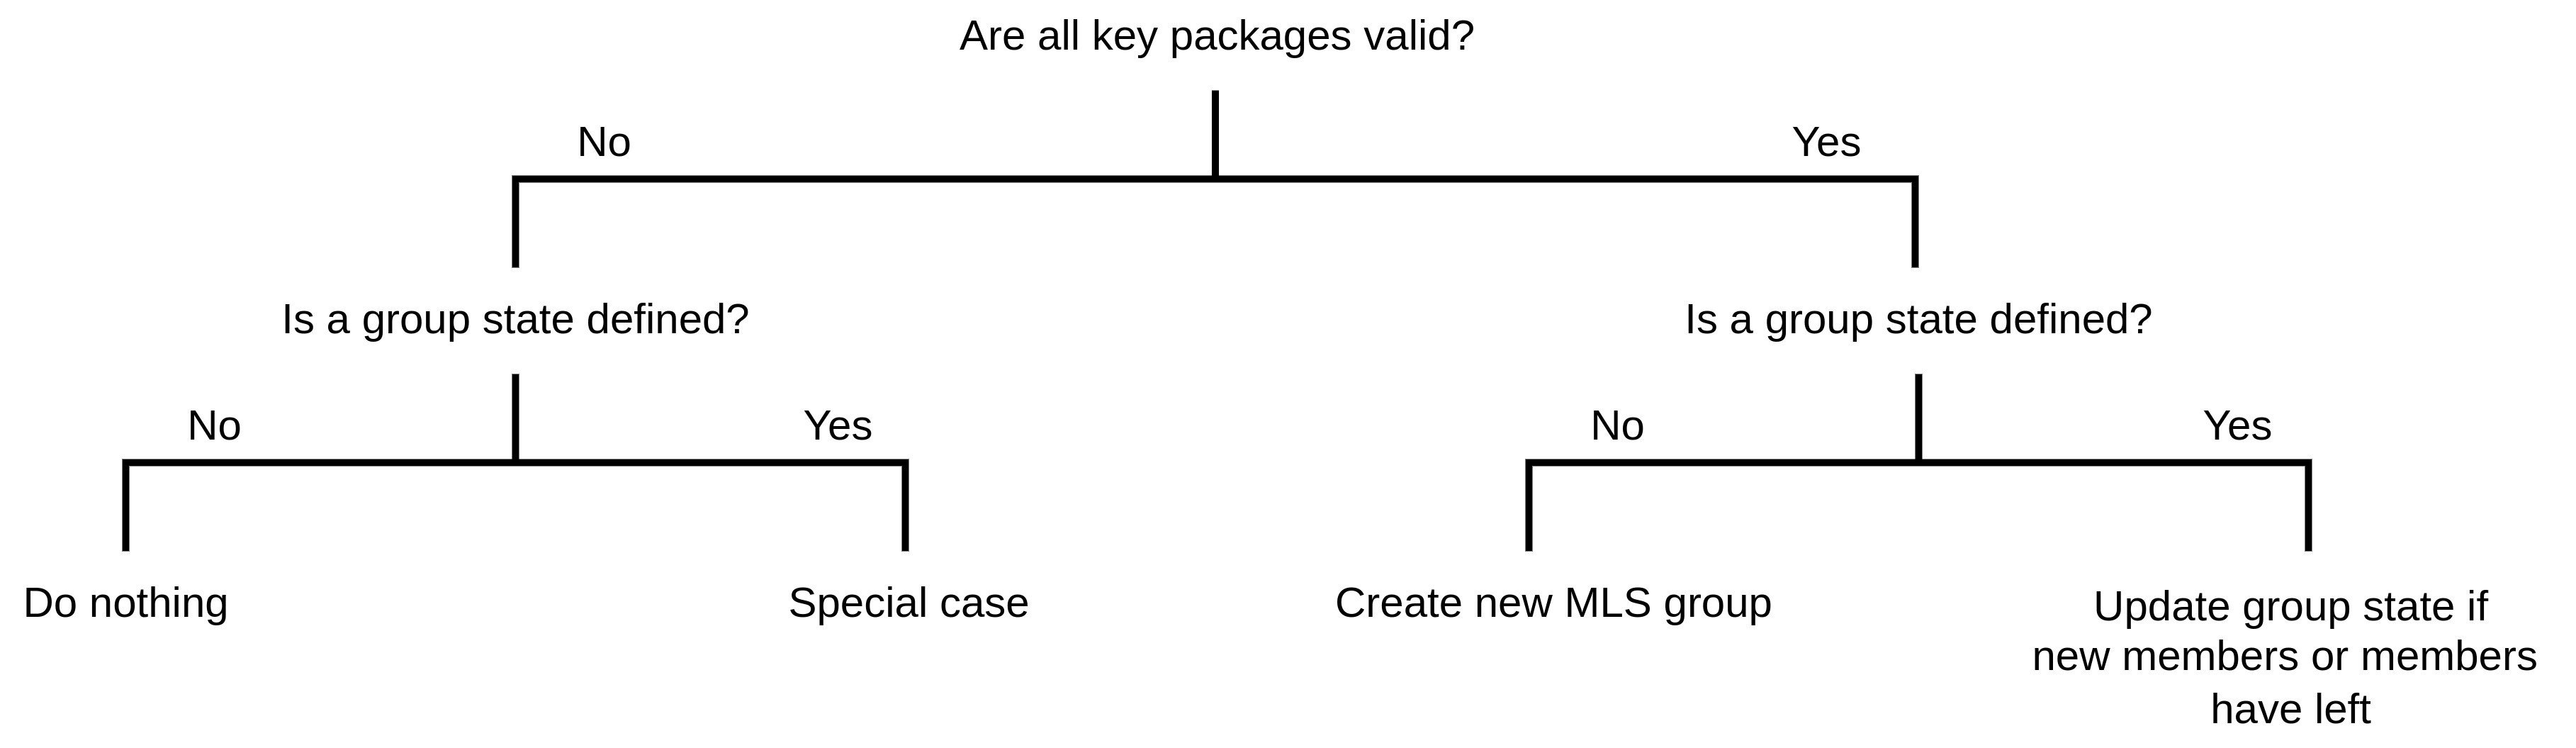 Are all key packages valid?
No
Yes
Is a group state defined?
Is a group state defined?
No
Yes
No
Yes
Do nothing
Special case
Create new MLS group
Update group state if
new members or members
have left